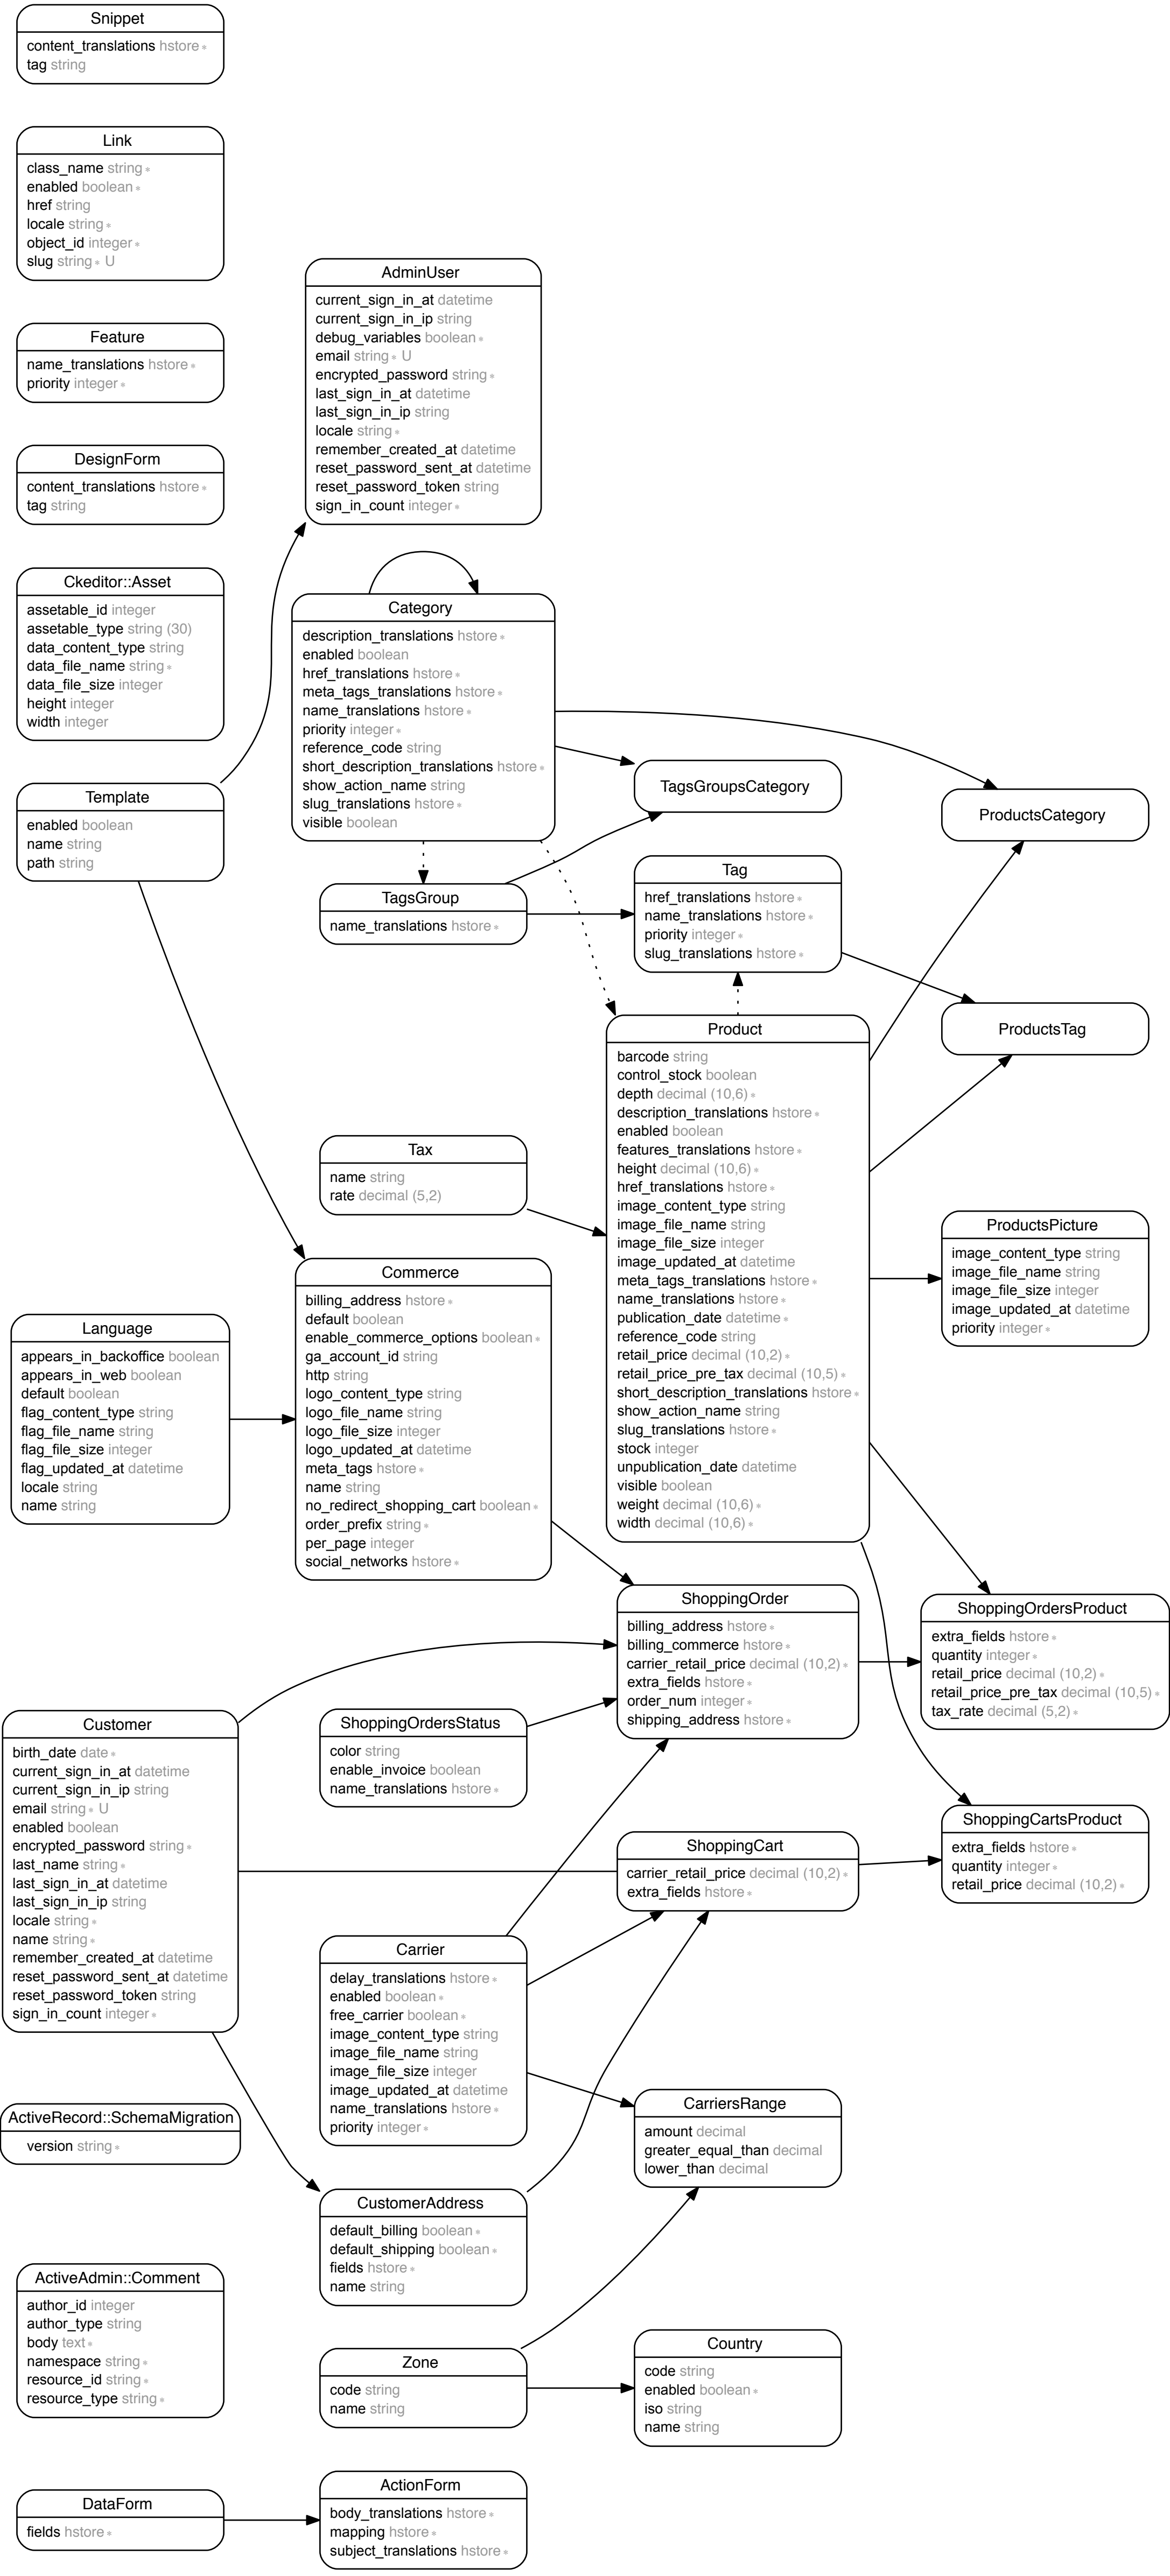 Snippet
content_translations hstore *
tag string
Link
class_name string *
enabled boolean *
href string
locale string *
object_id integer *
slug string * U
Feature
name_translations hstore *
priority integer *
DesignForm
content_translations hstore *
tag string
Ckeditor::Asset
assetable_id integer
assetable_type string (30)
data_content_type string
data_file_name string *
data_file_size integer
height integer
width integer
Template
enabled boolean
name string
path string
Language
appears_in_backoffice boolean
appears_in_web boolean
default boolean
flag_content_type string
flag_file_name string
flag_file_size integer
flag_updated_at datetime
locale string
name string
Customer
birth_date date *
current_sign_in_at datetime
current_sign_in_ip string
email string * U
enabled boolean
encrypted_password string *
last_name string *
last_sign_in_at datetime
last_sign_in_ip string
locale string *
name string *
remember_created_at datetime
reset_password_sent_at datetime
reset_password_token string
sign_in_count integer *
ActiveRecord::SchemaMigration
version string *
ActiveAdmin::Comment
author_id integer
author_type string
body text *
namespace string *
resource_id string *
resource_type string *
DataForm
fields hstore *
AdminUser
current_sign_in_at datetime
current_sign_in_ip string
debug_variables boolean *
email string * U
encrypted_password string *
last_sign_in_at datetime
last_sign_in_ip string
locale string *
remember_created_at datetime
reset_password_sent_at datetime
reset_password_token string
sign_in_count integer *
Category
description_translations hstore *
enabled boolean
href_translations hstore *
meta_tags_translations hstore *
name_translations hstore *
priority integer *
reference_code string
short_description_translations hstore *
show_action_name string
slug_translations hstore *
visible boolean
TagsGroup
name_translations hstore *
Tax
name string
rate decimal (5,2)
Commerce
billing_address hstore *
default boolean
enable_commerce_options boolean *
ga_account_id string
http string
logo_content_type string
logo_file_name string
logo_file_size integer
logo_updated_at datetime
meta_tags hstore *
name string
no_redirect_shopping_cart boolean *
order_prefix string *
per_page integer
social_networks hstore *
ShoppingOrdersStatus
color string
enable_invoice boolean
name_translations hstore *
Carrier
delay_translations hstore *
enabled boolean *
free_carrier boolean *
image_content_type string
image_file_name string
image_file_size integer
image_updated_at datetime
name_translations hstore *
priority integer *
CustomerAddress
default_billing boolean *
default_shipping boolean *
fields hstore *
name string
Zone
code string
name string
ActionForm
body_translations hstore *
mapping hstore *
subject_translations hstore *
TagsGroupsCategory
Tag
href_translations hstore *
name_translations hstore *
priority integer *
slug_translations hstore *
Product
barcode string
control_stock boolean
depth decimal (10,6) *
description_translations hstore *
enabled boolean
features_translations hstore *
height decimal (10,6) *
href_translations hstore *
image_content_type string
image_file_name string
image_file_size integer
image_updated_at datetime
meta_tags_translations hstore *
name_translations hstore *
publication_date datetime *
reference_code string
retail_price decimal (10,2) *
retail_price_pre_tax decimal (10,5) *
short_description_translations hstore *
show_action_name string
slug_translations hstore *
stock integer
unpublication_date datetime
visible boolean
weight decimal (10,6) *
width decimal (10,6) *
ShoppingOrder
billing_address hstore *
billing_commerce hstore *
carrier_retail_price decimal (10,2) *
extra_fields hstore *
order_num integer *
shipping_address hstore *
ShoppingCart
carrier_retail_price decimal (10,2) *
extra_fields hstore *
CarriersRange
amount decimal
greater_equal_than decimal
lower_than decimal
Country
code string
enabled boolean *
iso string
name string
ProductsCategory
ProductsTag
ProductsPicture
image_content_type string
image_file_name string
image_file_size integer
image_updated_at datetime
priority integer *
ShoppingOrdersProduct
extra_fields hstore *
quantity integer *
retail_price decimal (10,2) *
retail_price_pre_tax decimal (10,5) *
tax_rate decimal (5,2) *
ShoppingCartsProduct
extra_fields hstore *
quantity integer *
retail_price decimal (10,2) *